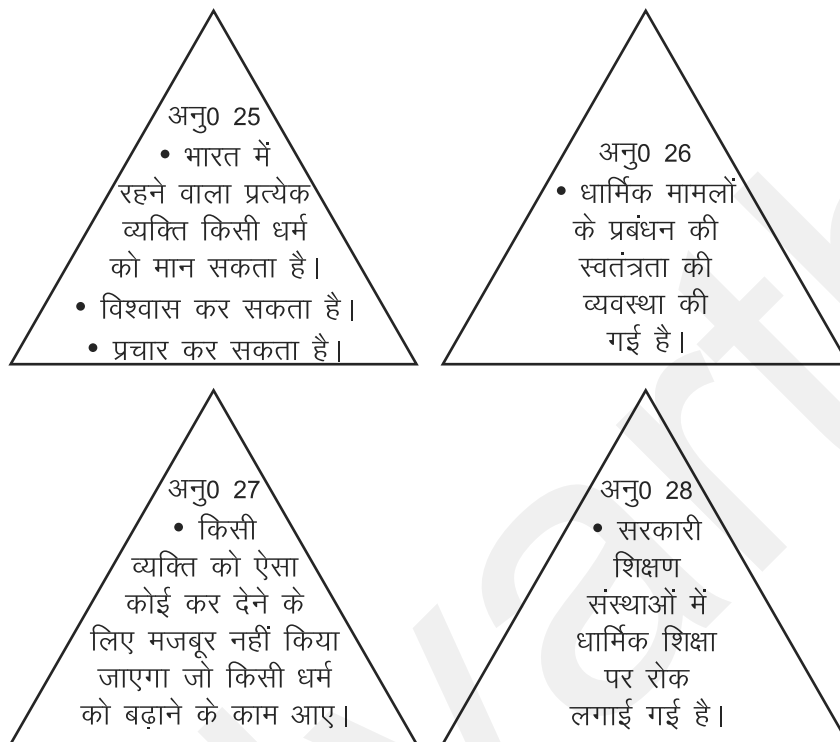 अनु0 25
• भारत में
रहने वाला प्रत्येक
व्यक्ति किसी धर्म
को मान सकता है।
• विश्वास कर सकता है।
• प्रचार कर सकता है।
अनु0 26
• धार्मिक मामलों
के प्रबंधन की
स्वतंत्रता की
व्यवस्था की
गई है।
अनु0 27
• किसी
व्यक्ति को ऐसा
कोई कर देने के
लिए मजबूर नहीं किया
जाएगा जो किसी धर्म
को बढ़ाने के काम आए।
अनु0 28
• सरकारी
शिक्षण
संस्थाओं में
धार्मिक शिक्षा
पर रोक
लगाई गई है।